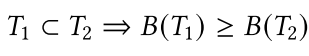 T₁ ⊂ T₂ ⇒ B(T₁) ≥ B(T₂)